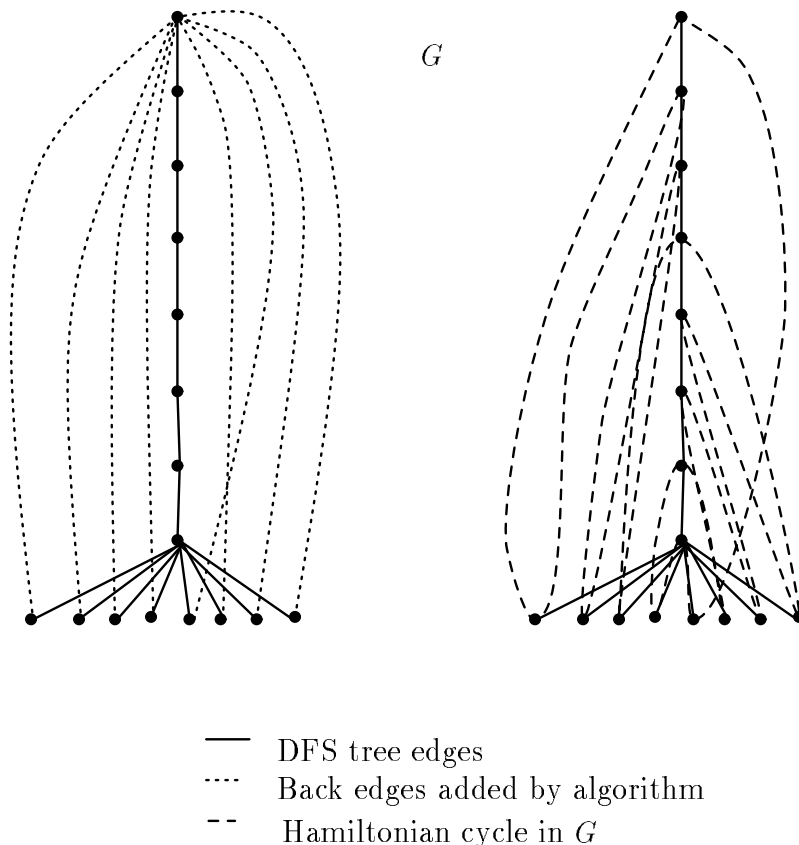 G
DFS tree edges
Back edges added by algorithm
Hamiltonian cycle in G